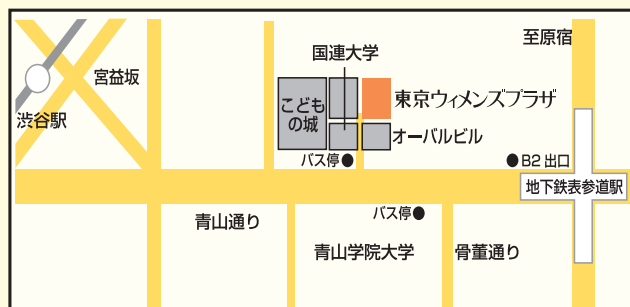 国連大学
至原宿
宮益坂
こども
の城
東京ウィメンズプラザ
渋谷駅
オーバルビル
バス停
B2 出口
地下鉄表参道駅
バス停
青山通り
青山学院大学
骨董通り